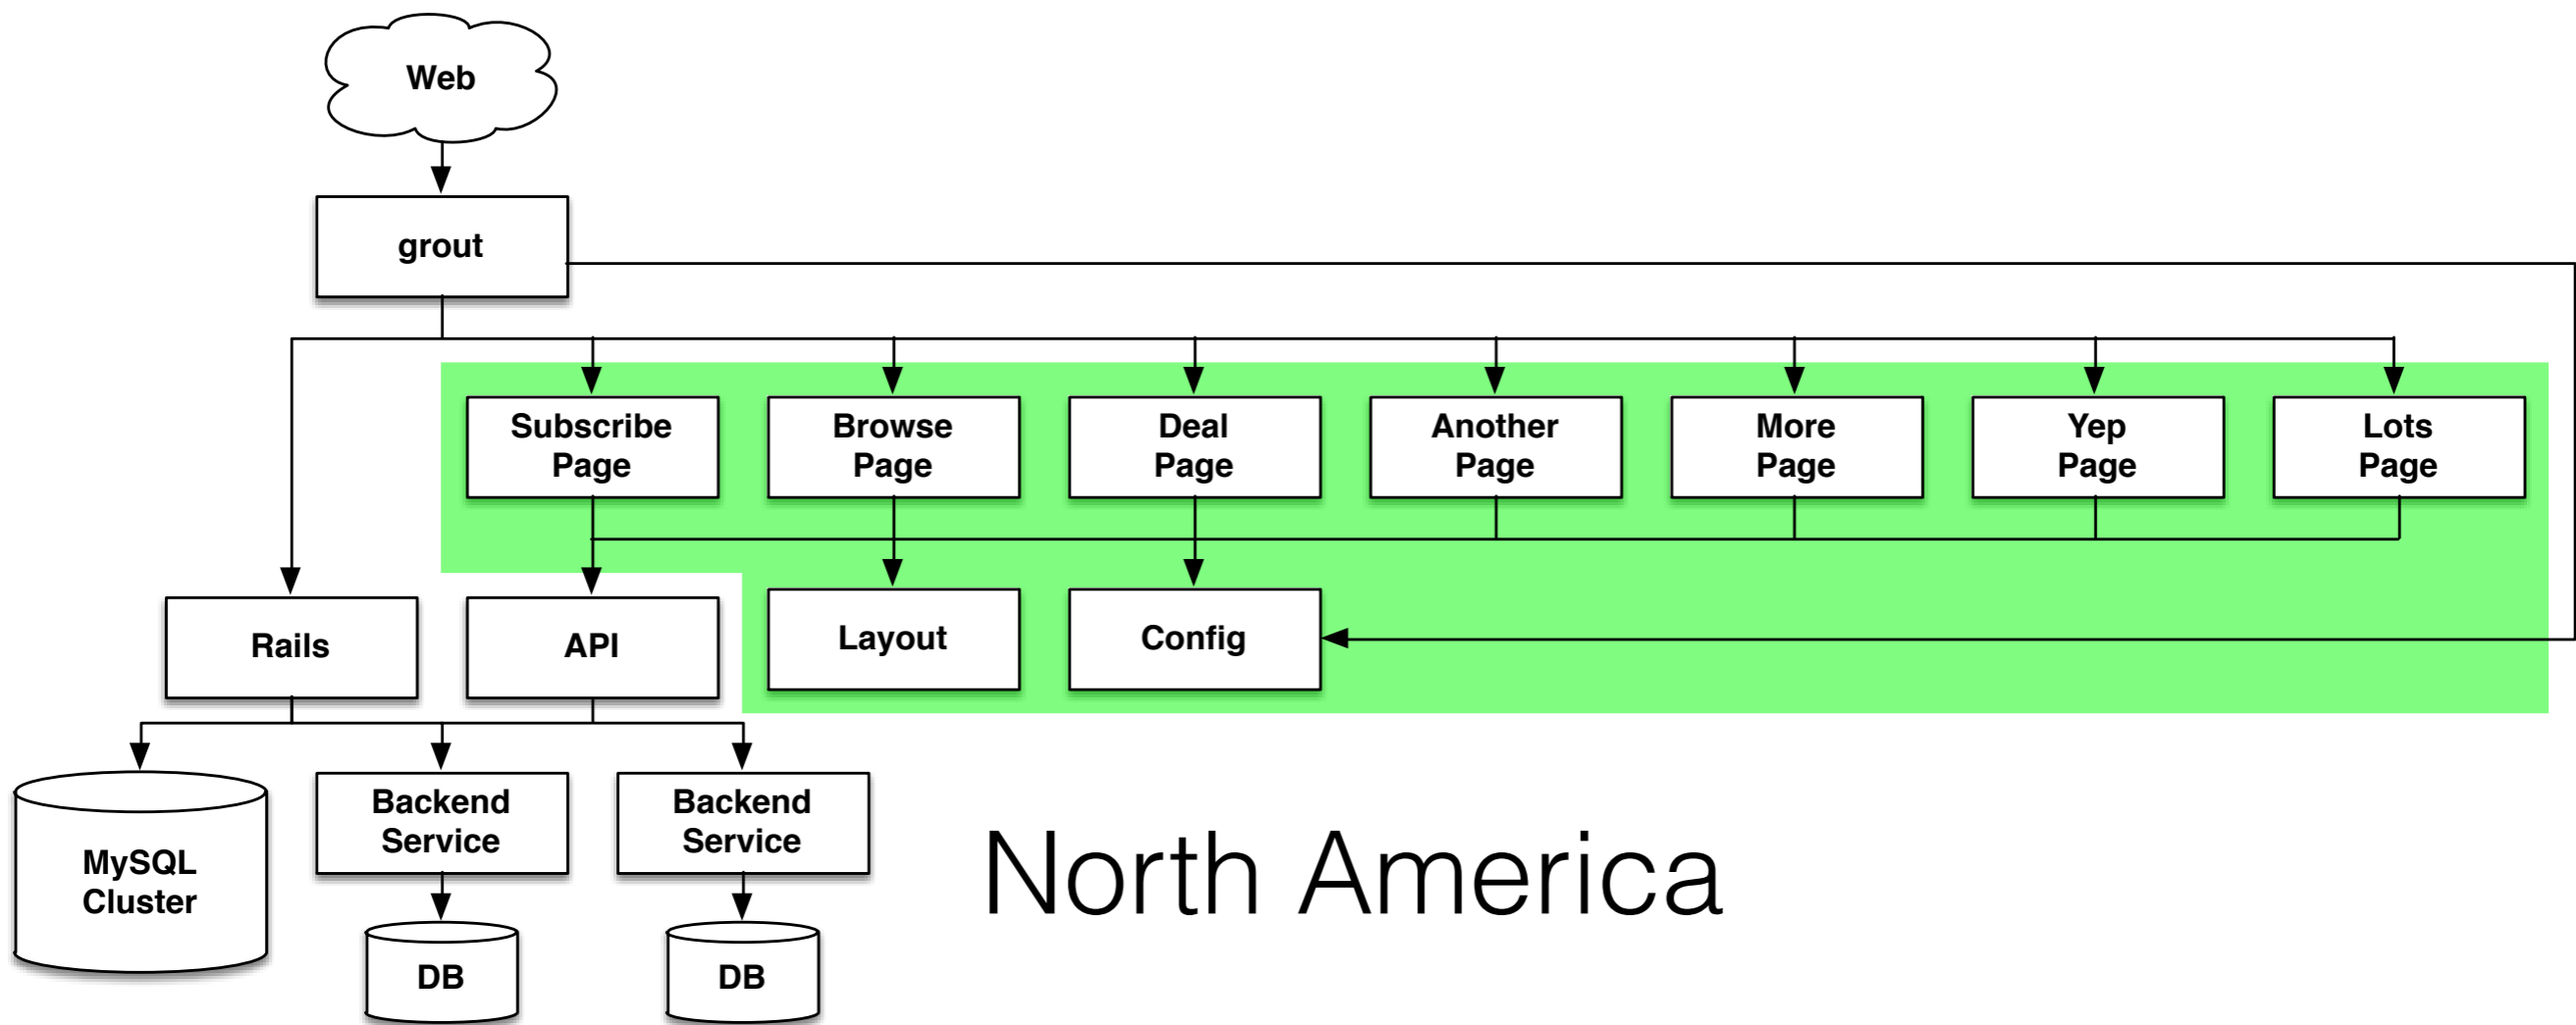 Web
grout
Subscribe
Page
Browse
Page
Deal
Page
Another
Page
More
Page
Yep
Page
Lots
Page
Rails
API
Layout
Config
MySQL
Cluster
Backend
Service
Backend
Service
DB
DB
North America